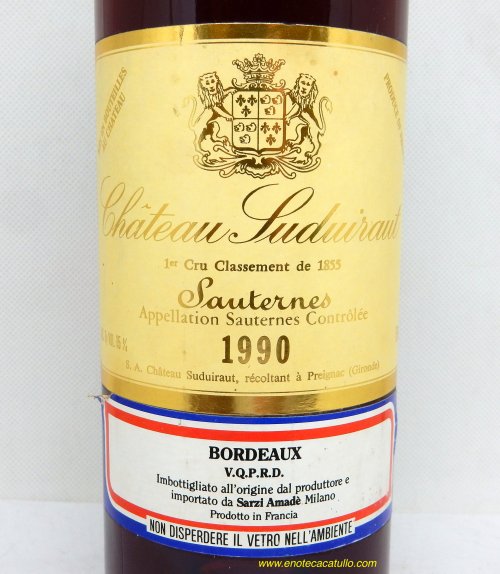 Château Suduiraut
1er Cru Classement de 1855
Sauternes
Appellation Sauternes Contrôlée
1990
S. A. Château Suduiraut, récoltant à Preignac (Gironde)
BORDEAUX
V.Q.P.R.D.
Imbottigliato all'origine dal produttore e
importato da Sarzi Amadè Milano
Prodotto in Francia
NON DISPERDERE IL VETRO NELL'AMBIENTE
www.enotecacatullo.com